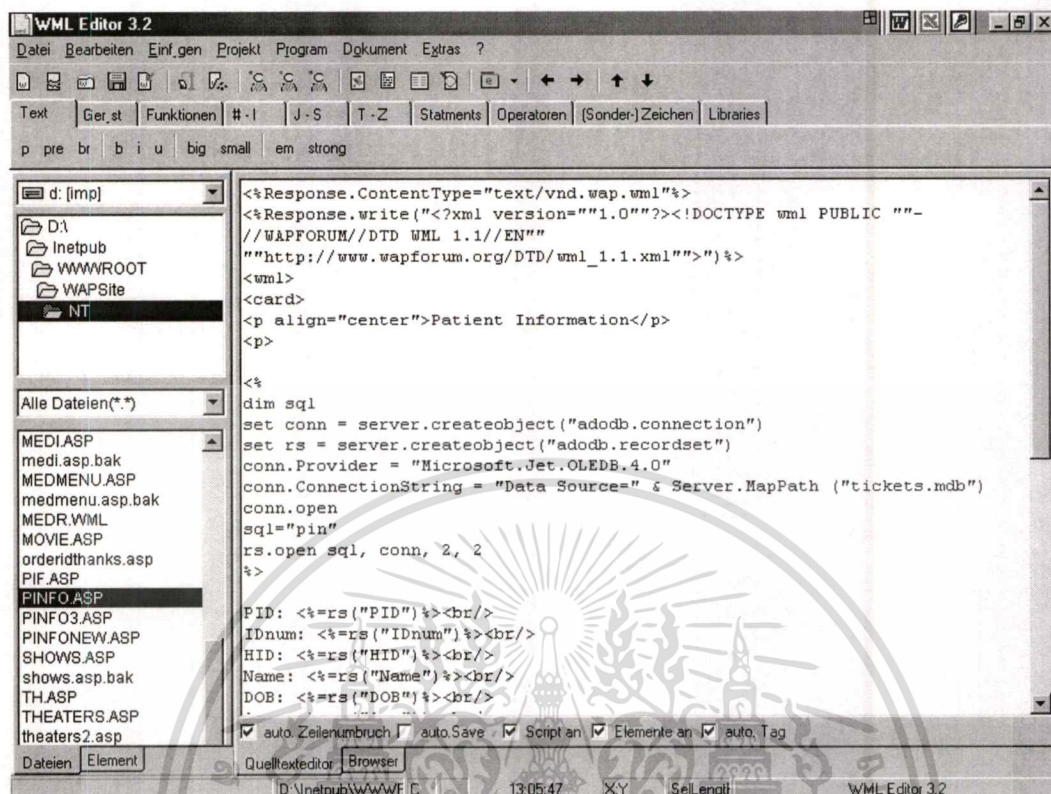 WML Editor 3.2
Datei Bearbeiten Einf_gen Projekt Program Dokument Extras ?
Text Ger_st Funktionen # - I J - S T - Z Statments Operatoren (Sonder-)Zeichen Libraries
p pre br b i u big small em strong
d: [imp]
D:\
Inetpub
WWWROOT
WAPSite
NT
Alle Dateien(*.*)
MEDI.ASP
medi.asp.bak
MEDMENU.ASP
medmenu.asp.bak
MEDR.WML
MOVIE.ASP
orderidthanks.asp
PIF.ASP
PINFO.ASP
PINFO3.ASP
PINFONEW.ASP
SHOWS.ASP
shows.asp.bak
TH.ASP
THEATERS.ASP
theaters2.asp
Dateien Element
<%Response.ContentType="text/vnd.wap.wml"%>
<%Response.write("<?xml version=""1.0""?><!DOCTYPE wml PUBLIC ""-
//WAPFORUM//DTD WML 1.1//EN""
""http://www.wapforum.org/DTD/wml_1.1.xml"">")%>
<wml>
<card>
<p align="center">Patient Information</p>
<p>
<%
dim sql
set conn = server.createobject("adodb.connection")
set rs = server.createobject("adodb.recordset")
conn.Provider = "Microsoft.Jet.OLEDB.4.0"
conn.ConnectionString = "Data Source=" & Server.MapPath ("tickets.mdb")
conn.open
sql="pin"
rs.open sql, conn, 2, 2
%>
PID: <%=rs("PID")%><br/>
IDnum: <%=rs("IDnum")%><br/>
HID: <%=rs("HID")%><br/>
Name: <%=rs("Name")%><br/>
DOB: <%=rs("DOB")%><br/>
auto. Zeilenumbruch auto.Save Script an Elemente an auto. Tag
Quelltexteditor Browser
D:\Inetpub\WWWF C 13:05:47 X:Y SelLength WML Editor 3.2